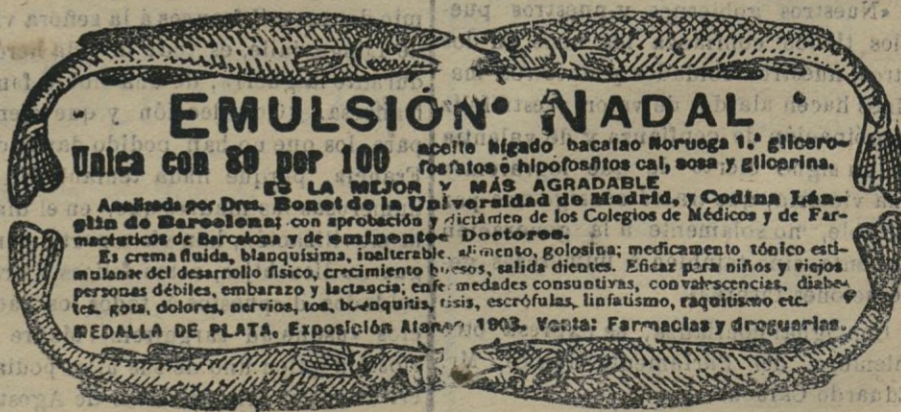 EMULSIÓN NADAL
Unica con 80 por 100 aceite hígado bacalao Noruega 1.ª glicero-
fosfatos é hipofosfitos cal, sosa y glicerina.
ES LA MEJOR Y MÁS AGRADABLE
Analizada por Dres. Bonet de la Universidad de Madrid, y Codina Län-
glin de Barcelona; con aprobación y dictámen de los Colegios de Médicos y de Far-
macéuticos de Barcelona y de eminentes Doctores.
Es crema fluida, blanquísima, inalterable, alimento, golosina; medicamento tónico esti-
mulante del desarrollo físico, crecimiento huesos, salida dientes. Eficaz para niños y viejos
personas débiles, embarazo y lactancia; enfermedades consuntivas, convalescencias, diabe-
tes, gota, dolores, nervios, tos, bronquitis, tisis, escrófulas, linfatismo, raquitismo etc.
MEDALLA DE PLATA, Exposición Atenas, 1903. Venta: Farmacias y droguerías.